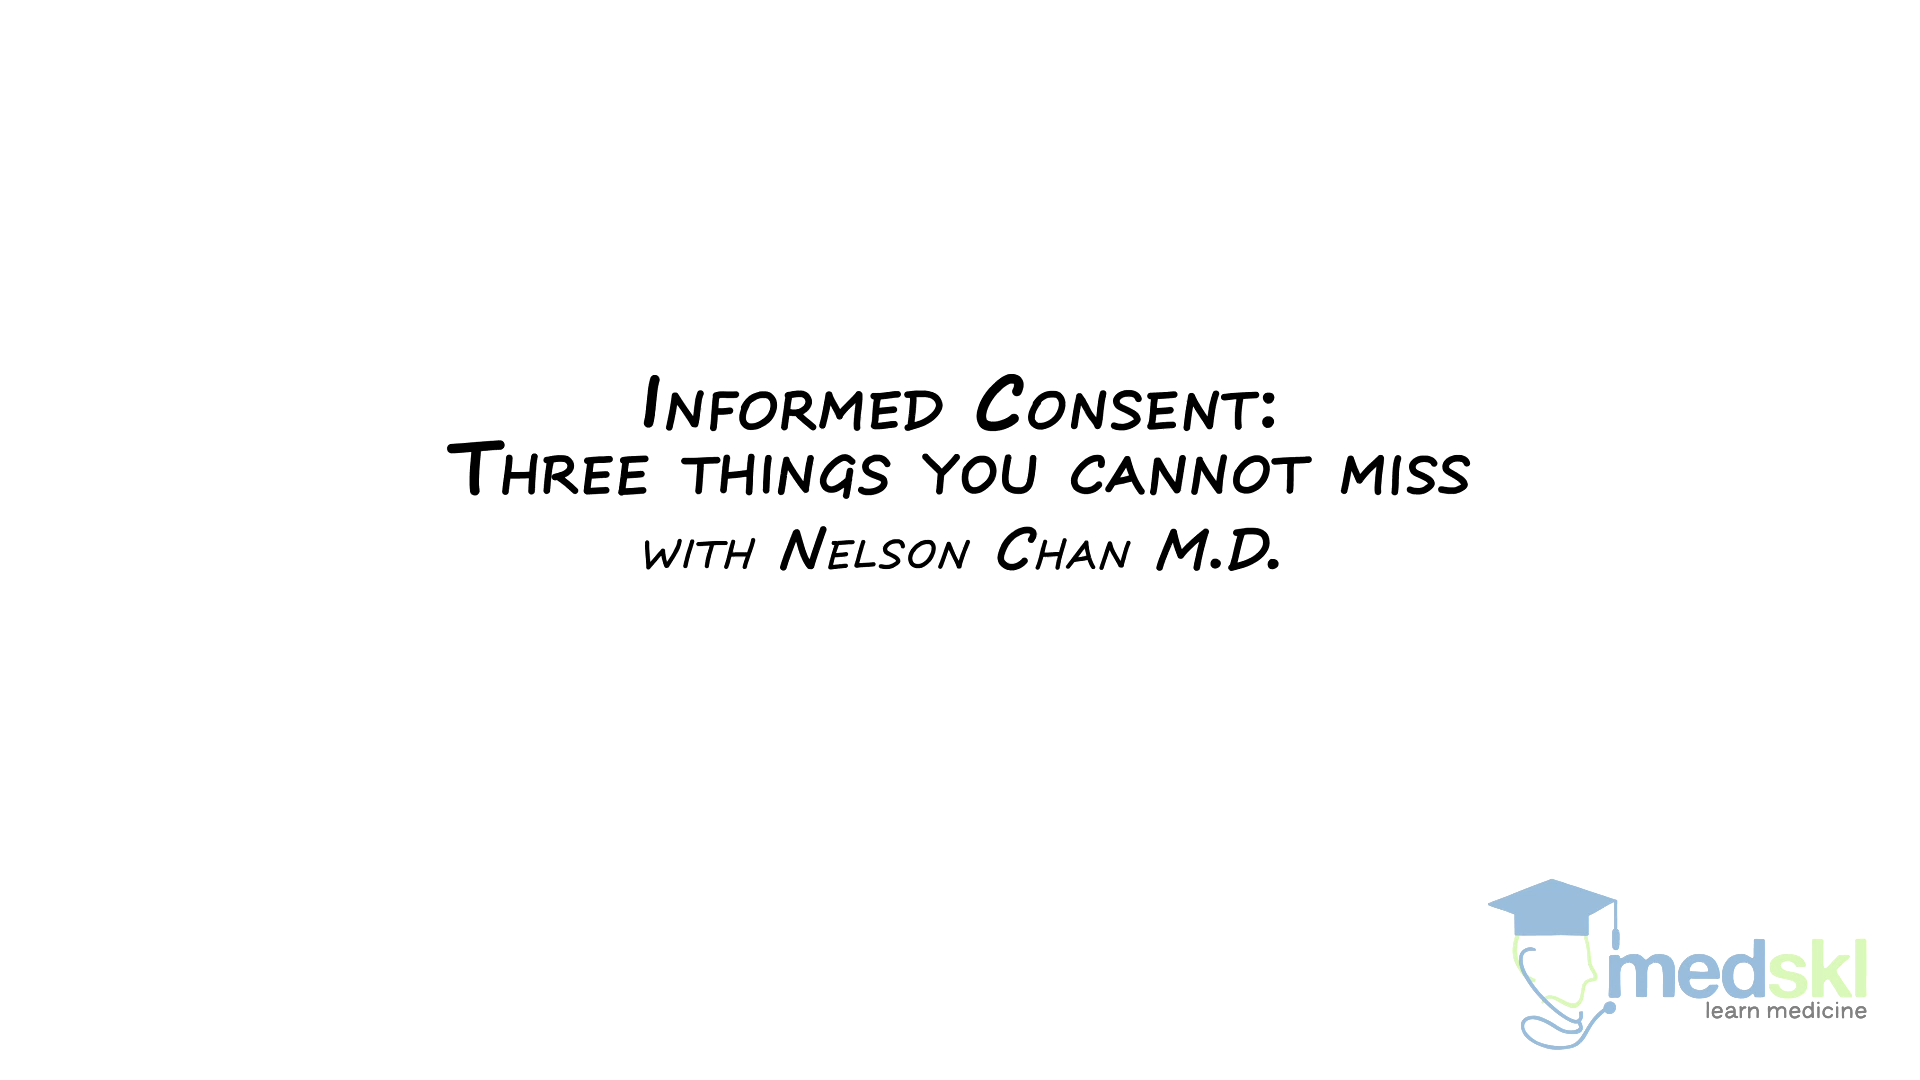 Informed Consent:
Three things you cannot miss
with Nelson Chan M.D.
medskl
learn medicine